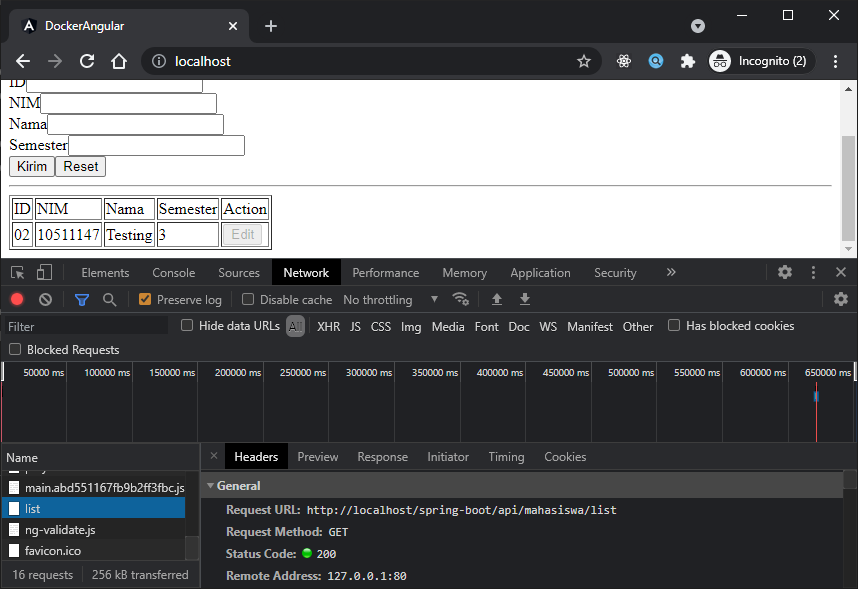 DockerAngular
localhost
Incognito (2)
ID
NIM
Nama
Semester
Kirim Reset
ID NIM Nama Semester Action
02 10511147 Testing 3 Edit
Elements Console Sources Network Performance Memory Application Security »
Preserve log Disable cache No throttling
Filter Hide data URLs All XHR JS CSS Img Media Font Doc WS Manifest Other Has blocked cookies
Blocked Requests
50000 ms 100000 ms 150000 ms 200000 ms 250000 ms 300000 ms 350000 ms 400000 ms 450000 ms 500000 ms 550000 ms 600000 ms 650000 ms
Name Headers Preview Response Initiator Timing Cookies
main.abd551167fb9b2ff3fbc.js
list
ng-validate.js
favicon.ico
16 requests 256 kB transferred
General
Request URL: http://localhost/spring-boot/api/mahasiswa/list
Request Method: GET
Status Code: 200
Remote Address: 127.0.0.1:80